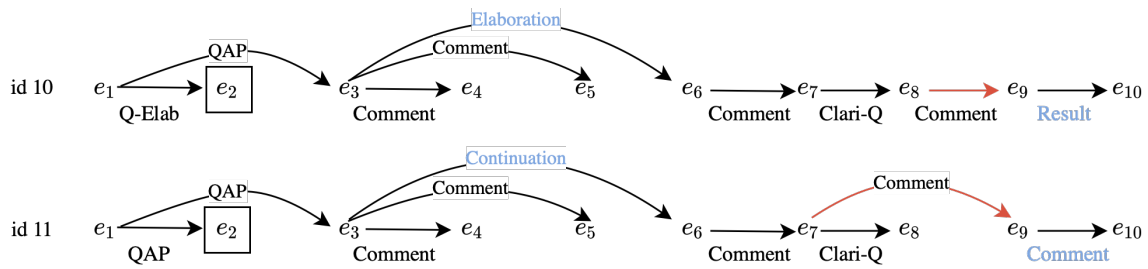 Elaboration
QAP Comment
id 10 e1 e2 e3 e4 e5 e6 e7 e8 e9 e10
Q-Elab Comment Comment Clari-Q Comment Result
Continuation
QAP Comment Comment
id 11 e1 e2 e3 e4 e5 e6 e7 e8 e9 e10
QAP Comment Comment Clari-Q Comment